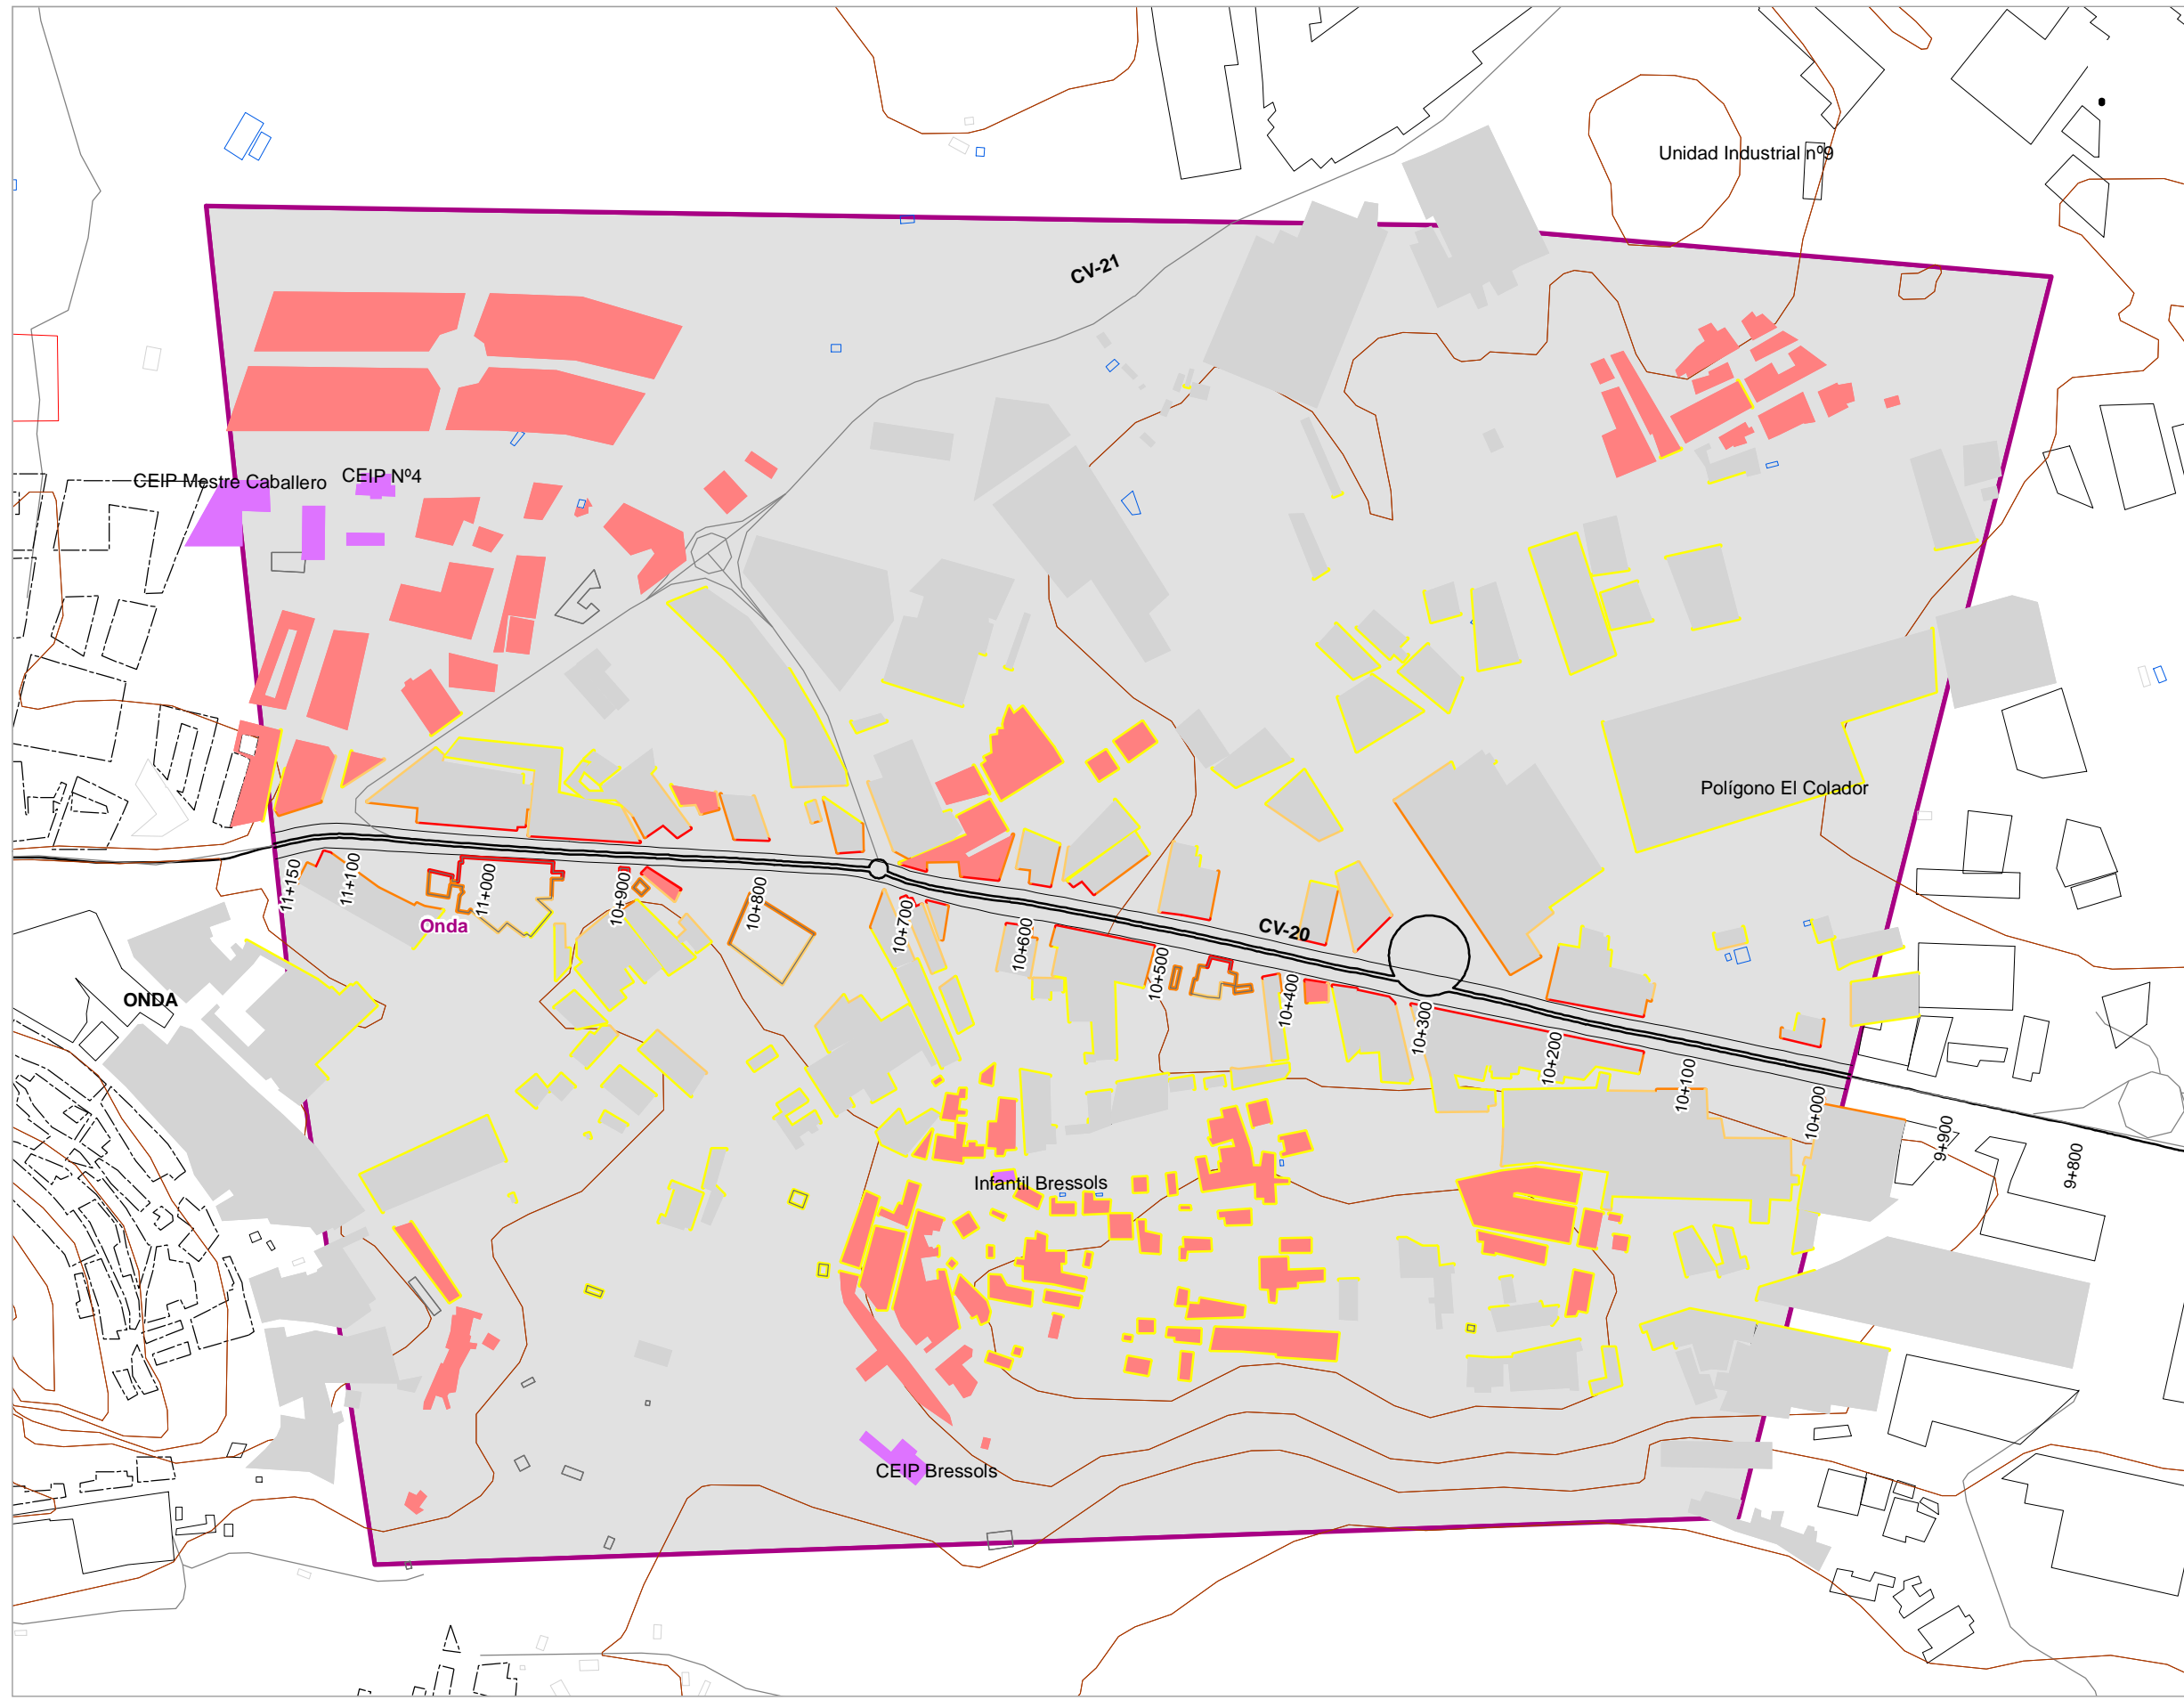 Unidad Industrial nº9
CV-21
CEIP Mestre Caballero
CEIP Nº4
Polígono El Colador
11+150
11+100
11+000
10+900
10+800
10+700
10+600
10+500
10+400
10+300
10+200
10+100
10+000
9+900
9+800
Onda
CV-20
ONDA
Infantil Bressols
CEIP Bressols